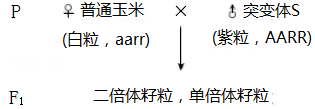 P ♀ 普通玉米 × ♂ 突变体S
(白粒，aarr) (紫粒，AARR)
F₁ 二倍体籽粒，单倍体籽粒